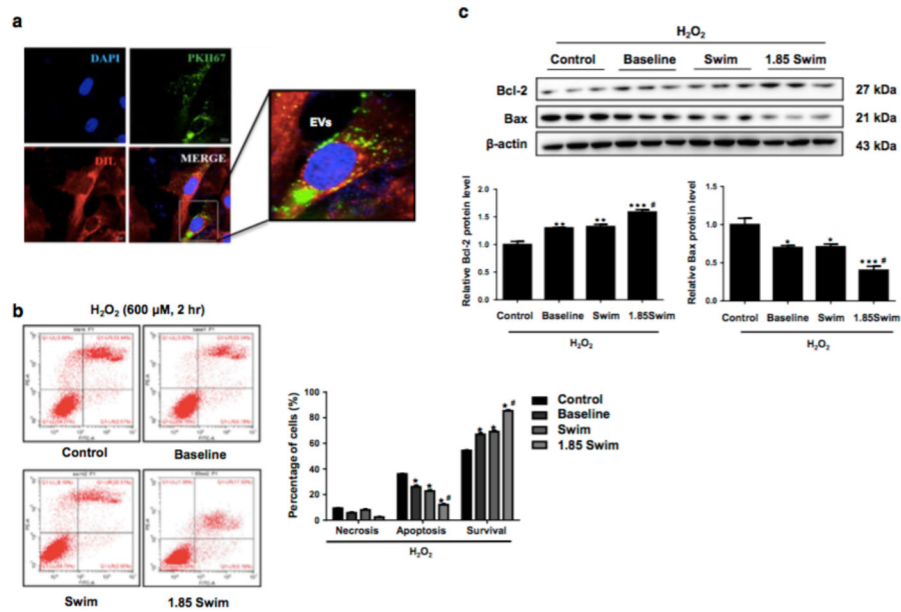 a
DAPI
PKH67
DIL
MERGE
EVs
b
H₂O₂ (600 µM, 2 hr)
Control
Baseline
Swim
1.85 Swim
FITC-A
PE-A
Percentage of cells (%)
100
80
60
40
20
0
Necrosis Apoptosis Survival
H₂O₂
Control
Baseline
Swim
1.85 Swim
* * * # * * * #
c
H₂O₂
Control Baseline Swim 1.85 Swim
Bcl-2 27 kDa
Bax 21 kDa
β-actin 43 kDa
Relative Bcl-2 protein level
2.0
1.5
1.0
0.5
0.0
** ** *** #
Control Baseline Swim 1.85Swim
H₂O₂
Relative Bax protein level
1.5
1.0
0.5
0.0
* * *** #
Control Baseline Swim 1.85Swim
H₂O₂